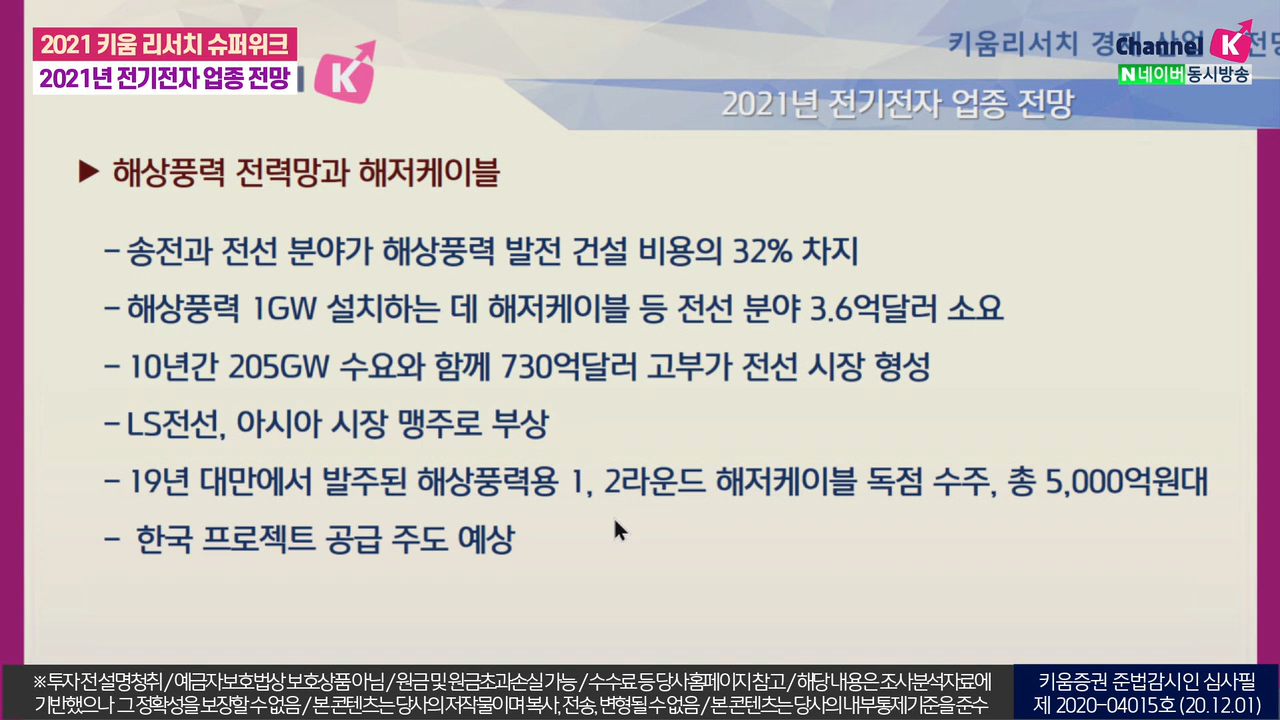 2021 키움 리서치 슈퍼위크
2021년 전기전자 업종 전망
K
키움리서치 경제 산업 전망
Channel K
N 네이버 동시방송
2021년 전기전자 업종 전망
▶ 해상풍력 전력망과 해저케이블
– 송전과 전선 분야가 해상풍력 발전 건설 비용의 32% 차지
– 해상풍력 1GW 설치하는 데 해저케이블 등 전선 분야 3.6억달러 소요
– 10년간 205GW 수요와 함께 730억달러 고부가 전선 시장 형성
– LS전선, 아시아 시장 맹주로 부상
– 19년 대만에서 발주된 해상풍력용 1, 2라운드 해저케이블 독점 수주, 총 5,000억원대
– 한국 프로젝트 공급 주도 예상
※ 투자 전 설명청취 / 예금자보호법상 보호상품 아님 / 원금 및 원금초과손실 가능 / 수수료 등 당사홈페이지 참고 / 해당 내용은 조사분석자료에
기반했으나 그 정확성을 보장할 수 없음 / 본 콘텐츠는 당사의 저작물이며 복사, 전송, 변형될 수 없음 / 본 콘텐츠는 당사의 내부통제기준을 준수
키움증권 준법감시인 심사필
제 2020-04015호 (20.12.01)